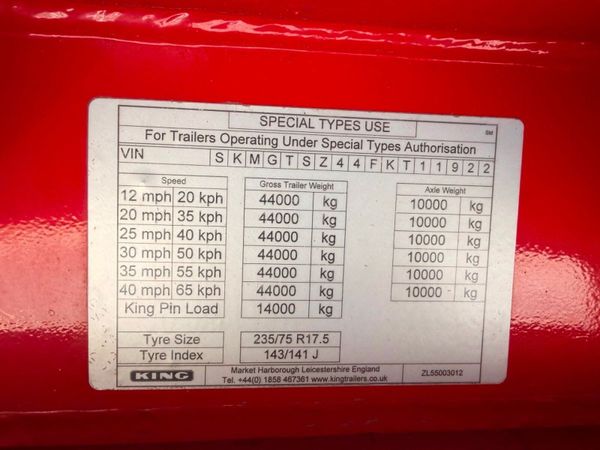 SPECIAL TYPES USE
SM
For Trailers Operating Under Special Types Authorisation
VIN S K M G T S Z 4 4 F K T 1 1 9 2 2
Speed Gross Trailer Weight Axle Weight
12 mph 20 kph 44000 kg 10000 kg
20 mph 35 kph 44000 kg 10000 kg
25 mph 40 kph 44000 kg 10000 kg
30 mph 50 kph 44000 kg 10000 kg
35 mph 55 kph 44000 kg 10000 kg
40 mph 65 kph 44000 kg 10000 kg
King Pin Load 14000 kg
Tyre Size 235/75 R17.5
Tyre Index 143/141 J
KING Market Harborough Leicestershire England ZL55003012
Tel. +44(0) 1858 467361 www.kingtrailers.co.uk